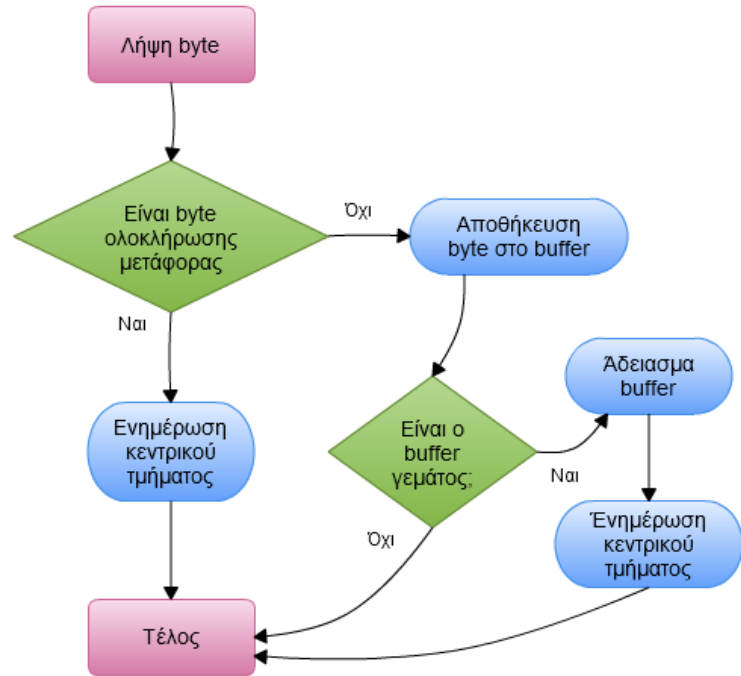 Λήψη byte
Είναι byte
ολοκλήρωσης
μετάφορας
Όχι
Αποθήκευση
byte στο buffer
Ναι
Ενημέρωση
κεντρικού
τμήματος
Είναι ο
buffer
γεμάτος;
Ναι
Άδειασμα
buffer
Όχι
Ένημέρωση
κεντρικού
τμήματος
Τέλος